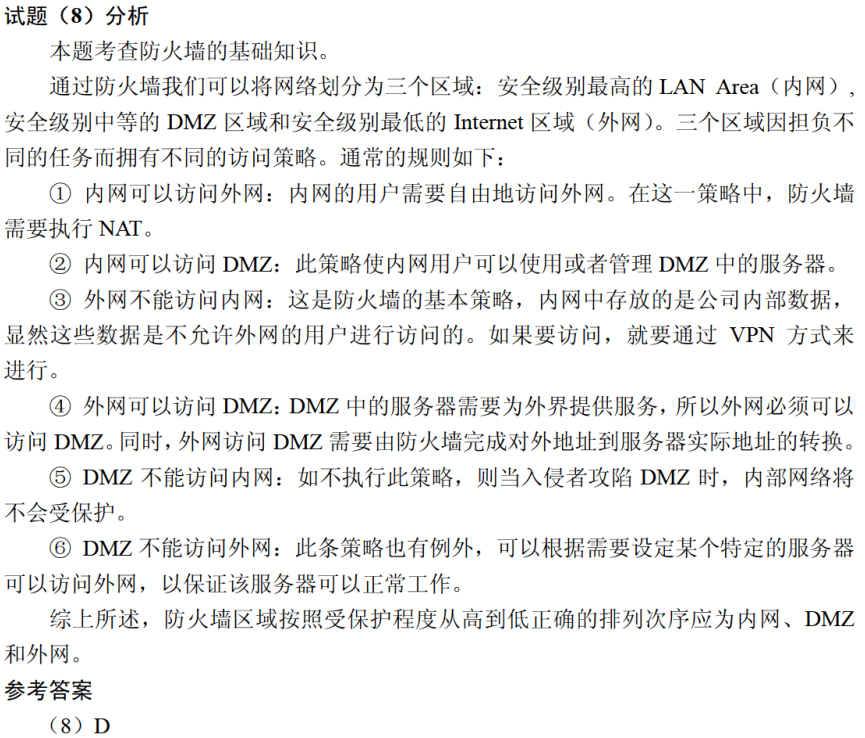 试题（8）分析
本题考查防火墙的基础知识。
通过防火墙我们可以将网络划分为三个区域：安全级别最高的 LAN Area（内网），
安全级别中等的 DMZ 区域和安全级别最低的 Internet 区域（外网）。三个区域因担负不
同的任务而拥有不同的访问策略。通常的规则如下：
① 内网可以访问外网：内网的用户需要自由地访问外网。在这一策略中，防火墙
需要执行 NAT。
② 内网可以访问 DMZ：此策略使内网用户可以使用或者管理 DMZ 中的服务器。
③ 外网不能访问内网：这是防火墙的基本策略，内网中存放的是公司内部数据，
显然这些数据是不允许外网的用户进行访问的。如果要访问，就要通过 VPN 方式来
进行。
④ 外网可以访问 DMZ：DMZ 中的服务器需要为外界提供服务，所以外网必须可以
访问 DMZ。同时，外网访问 DMZ 需要由防火墙完成对外地址到服务器实际地址的转换。
⑤ DMZ 不能访问内网：如不执行此策略，则当入侵者攻陷 DMZ 时，内部网络将
不会受保护。
⑥ DMZ 不能访问外网：此条策略也有例外，可以根据需要设定某个特定的服务器
可以访问外网，以保证该服务器可以正常工作。
综上所述，防火墙区域按照受保护程度从高到低正确的排列次序应为内网、DMZ
和外网。
参考答案
（8）D